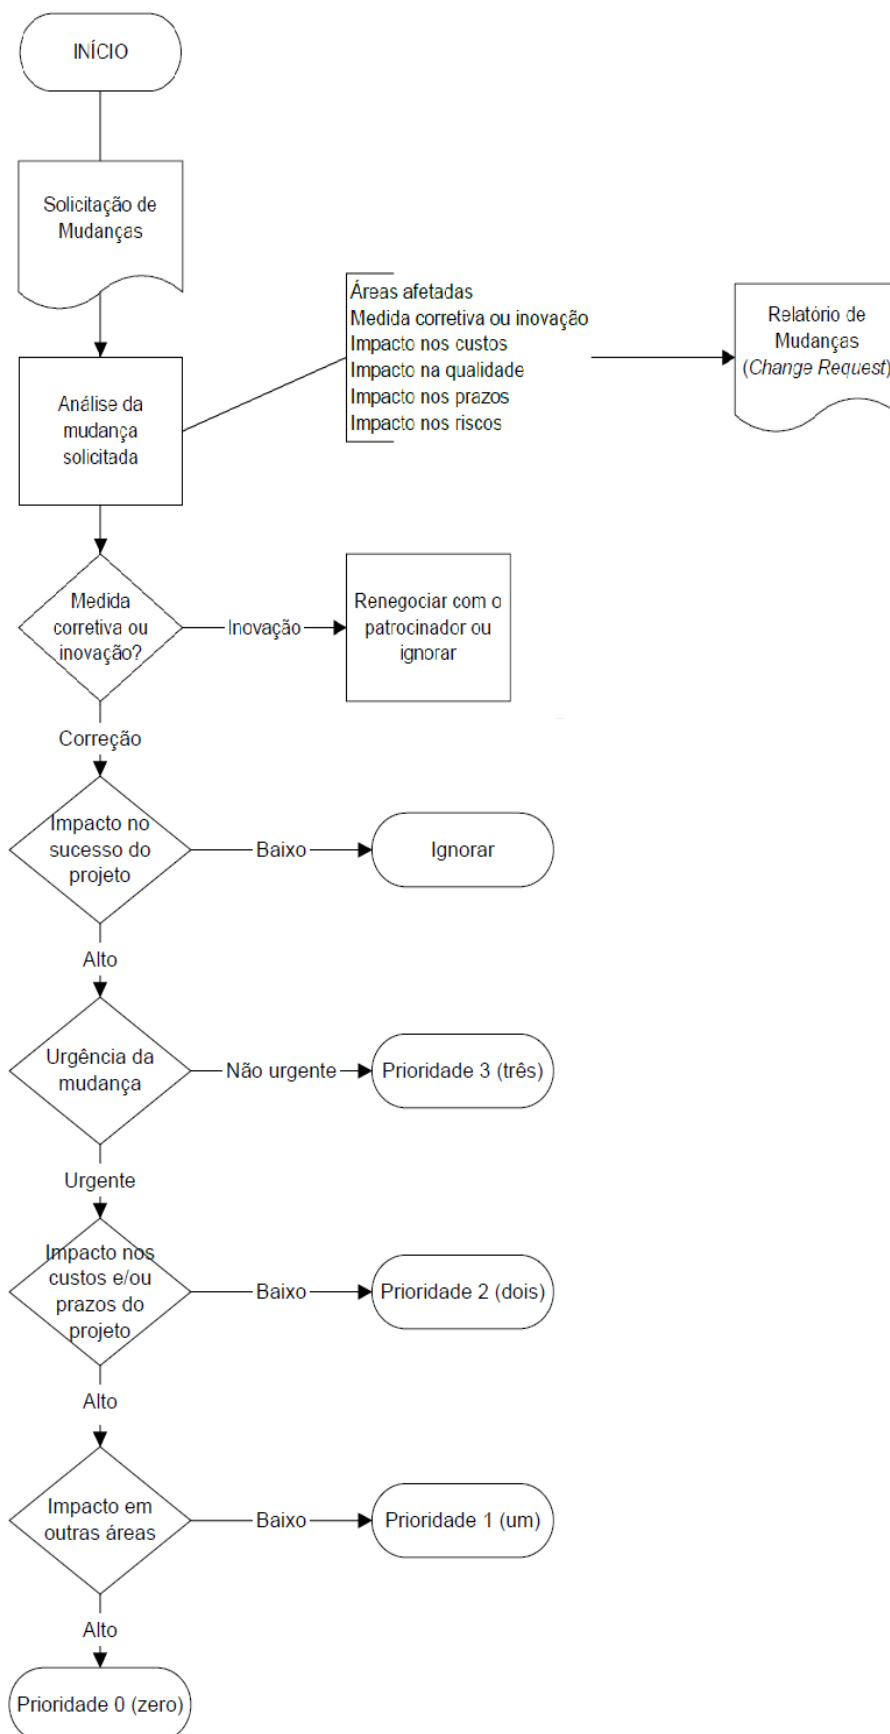 INÍCIO
Solicitação de
Mudanças
Áreas afetadas
Medida corretiva ou inovação
Impacto nos custos
Impacto na qualidade
Impacto nos prazos
Impacto nos riscos
Relatório de
Mudanças
(Change Request)
Análise da
mudança
solicitada
Medida
corretiva ou
inovação?
Inovação
Renegociar com o
patrocinador ou
ignorar
Correção
Impacto no
sucesso do
projeto
Baixo
Ignorar
Alto
Urgência da
mudança
Não urgente
Prioridade 3 (três)
Urgente
Impacto nos
custos e/ou
prazos do
projeto
Baixo
Prioridade 2 (dois)
Alto
Impacto em
outras áreas
Baixo
Prioridade 1 (um)
Alto
Prioridade 0 (zero)